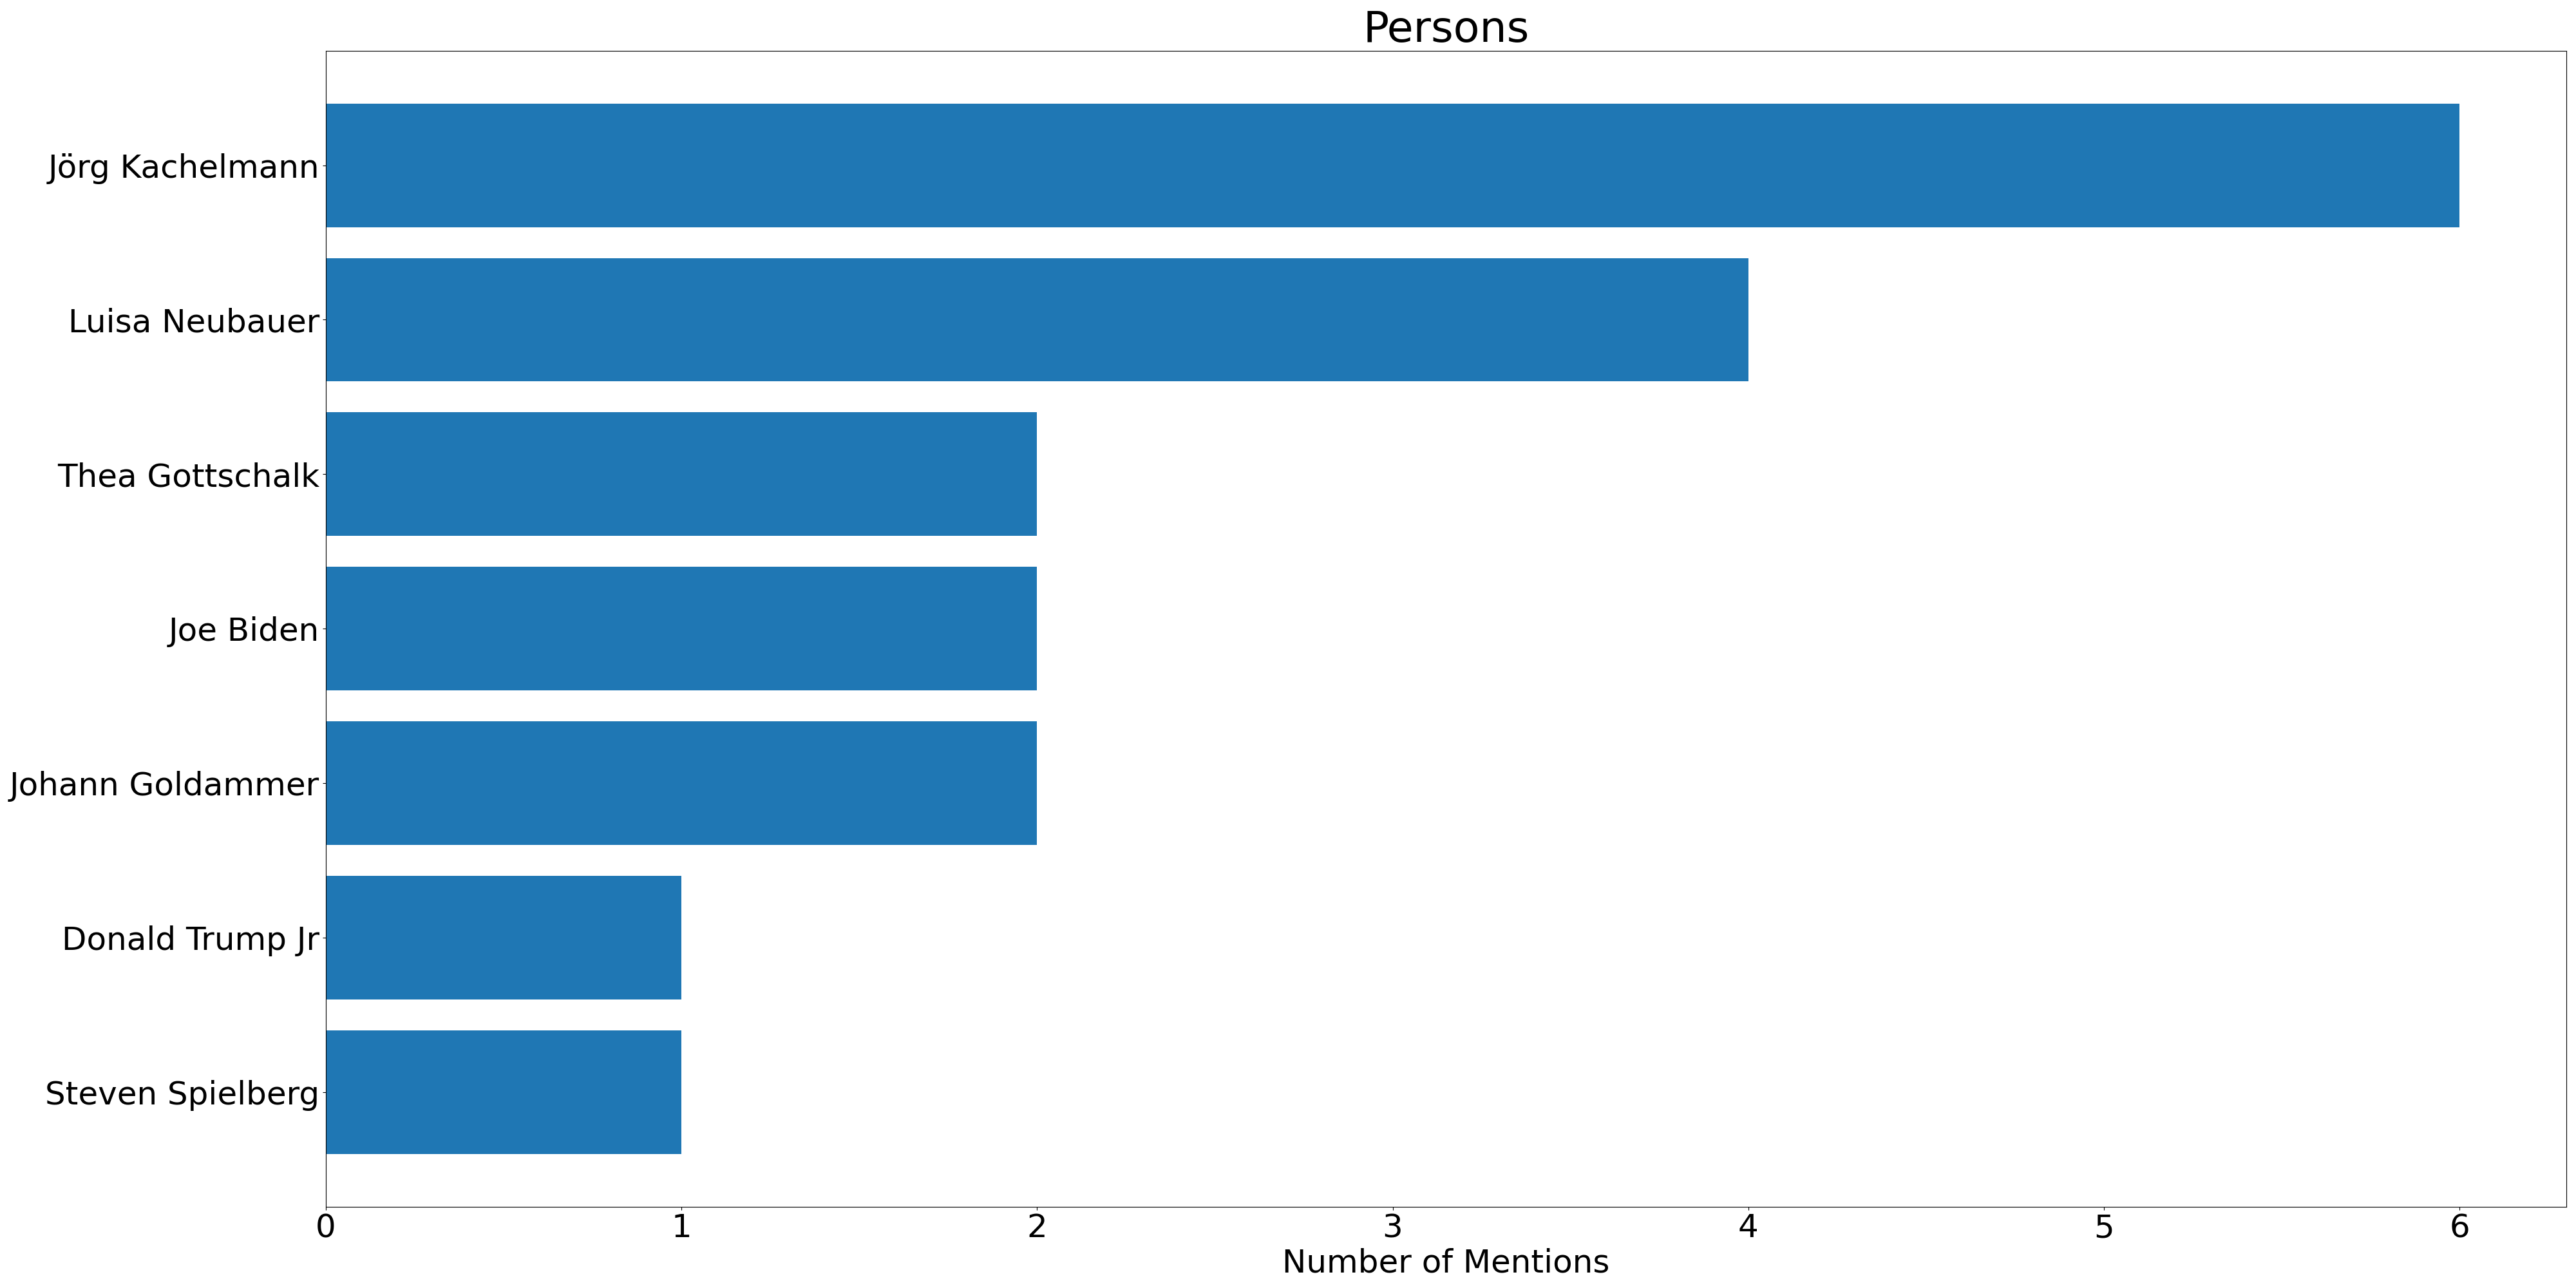 Persons
Jörg Kachelmann
Luisa Neubauer
Thea Gottschalk
Joe Biden
Johann Goldammer
Donald Trump Jr
Steven Spielberg
0 1 2 3 4 5 6
Number of Mentions